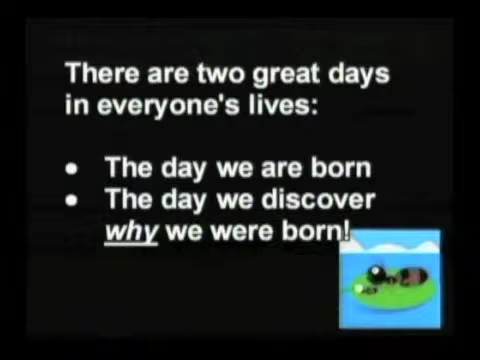 There are two great days
in everyone's lives:
• The day we are born
• The day we discover
why we were born!